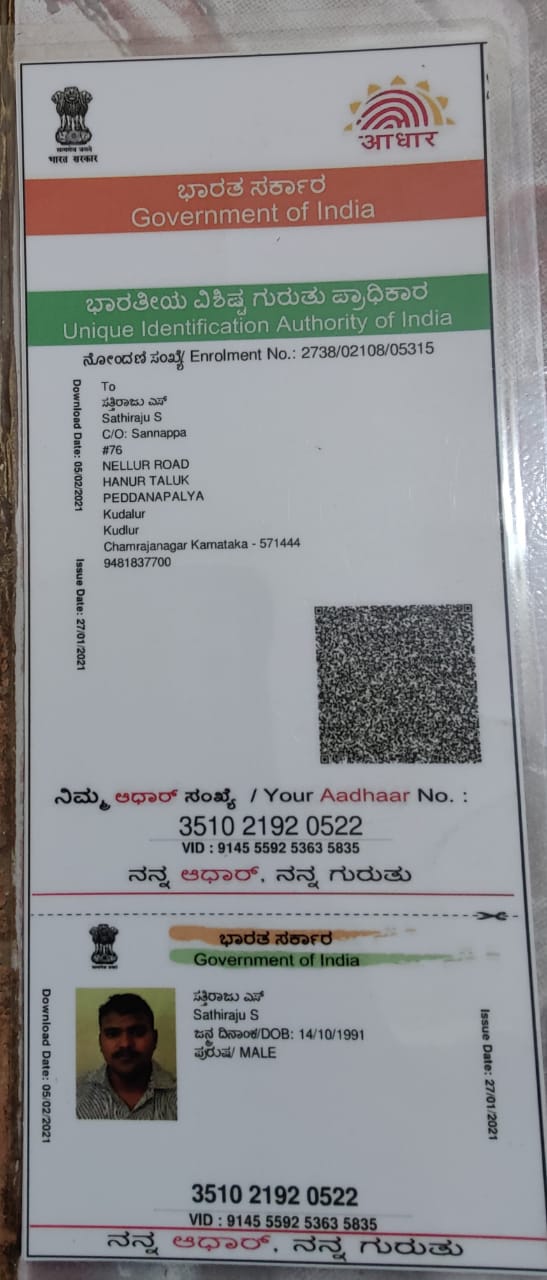 सत्यमेव जयते
भारत सरकार
आधार
ಭಾರತ ಸರ್ಕಾರ
Government of India
ಭಾರತೀಯ ವಿಶಿಷ್ಟ ಗುರುತು ಪ್ರಾಧಿಕಾರ
Unique Identification Authority of India
ನೋಂದಣಿ ಸಂಖ್ಯೆ/ Enrolment No.: 2738/02108/05315
To
ಸತ್ತಿರಾಜು ಎಸ್
Sathiraju S
C/O: Sannappa
#76
NELLUR ROAD
HANUR TALUK
PEDDANAPALYA
Kudalur
Kudlur
Chamrajanagar Karnataka - 571444
9481837700
Download Date: 05/02/2021
Issue Date: 27/01/2021
ನಿಮ್ಮ ಆಧಾರ್ ಸಂಖ್ಯೆ / Your Aadhaar No. :
3510 2192 0522
VID : 9145 5592 5363 5835
ನನ್ನ ಆಧಾರ್, ನನ್ನ ಗುರುತು
ಭಾರತ ಸರ್ಕಾರ
Government of India
Download Date: 05/02/2021
ಸತ್ತಿರಾಜು ಎಸ್
Sathiraju S
ಜನ್ಮ ದಿನಾಂಕ/DOB: 14/10/1991
ಪುರುಷ/ MALE
Issue Date: 27/01/2021
3510 2192 0522
VID : 9145 5592 5363 5835
ನನ್ನ ಆಧಾರ್, ನನ್ನ ಗುರುತು